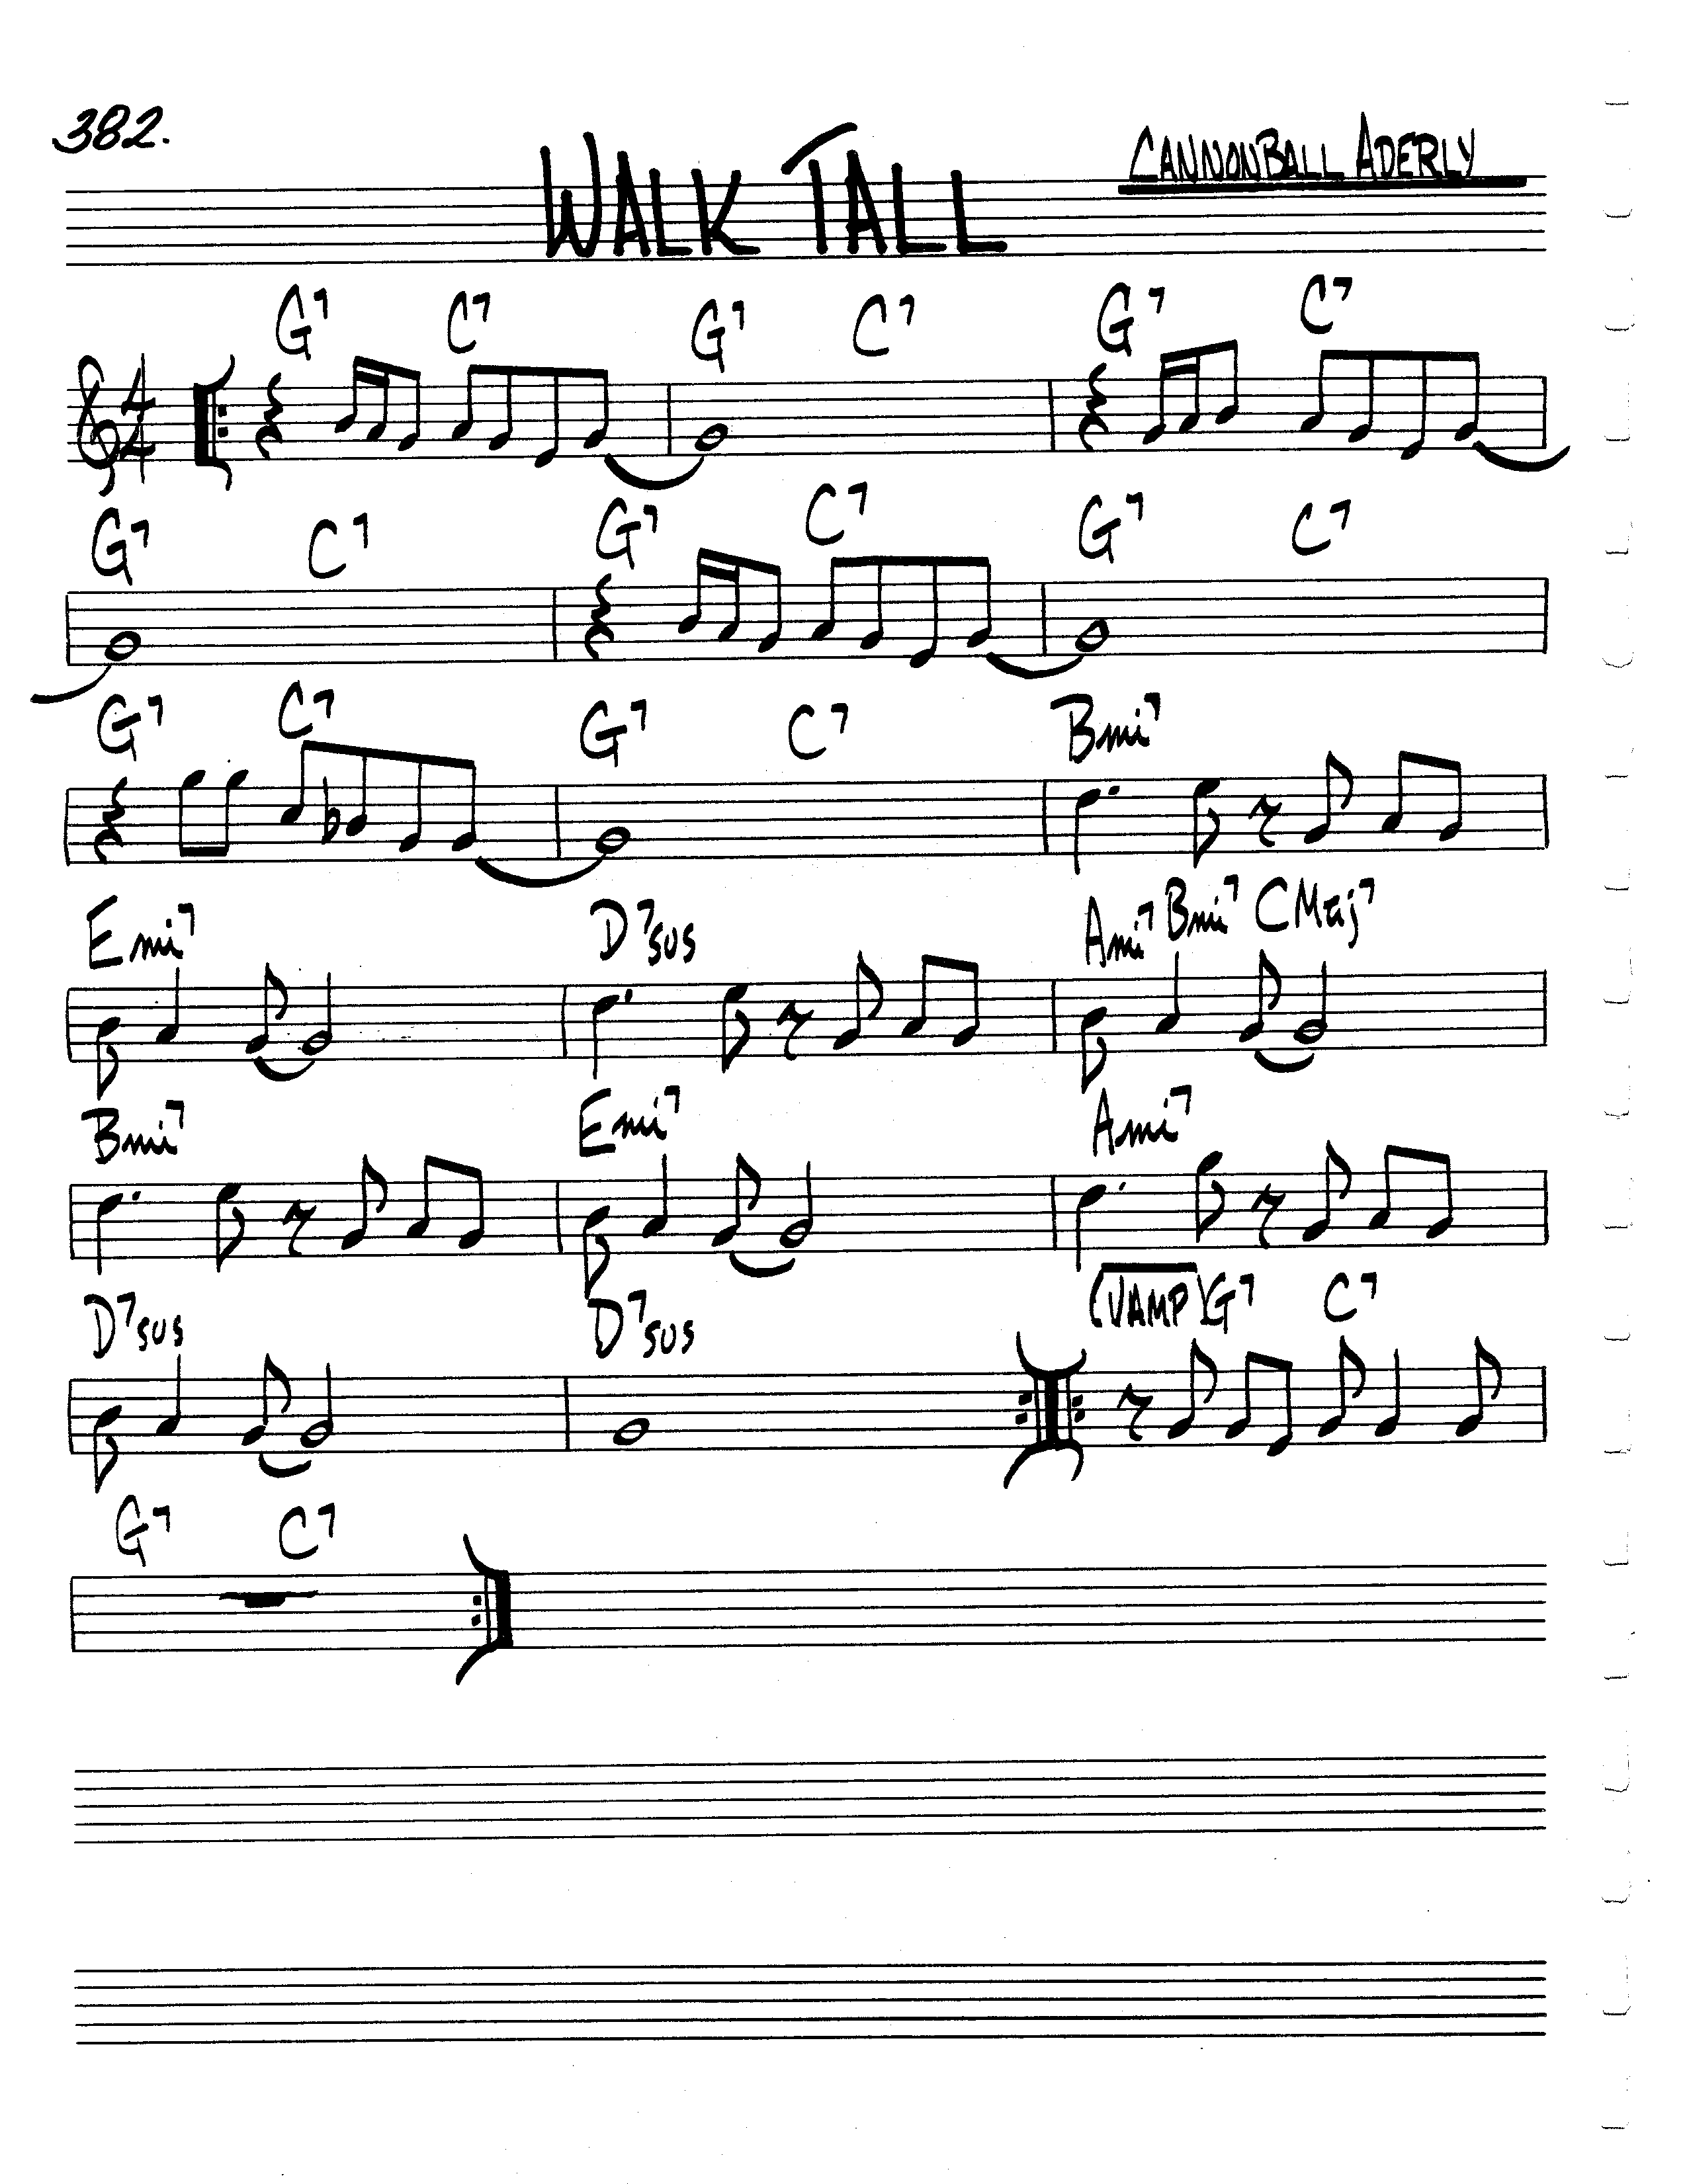 382.
WALK TALL
CANNONBALL ADERLY
G7 C7 G7 C7 G7 C7
4
4
G7 C7 G7 C7 G7 C7
G7 C7 G7 C7 Bmi7
Emi7 D7sus Ami7 Bmi7 CMaj7
Bmi7 Emi7 Ami7
D7sus D7sus (VAMP) G7 C7
G7 C7